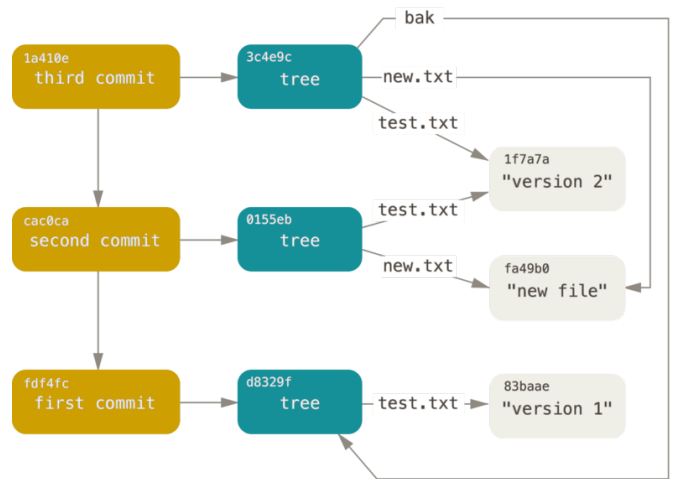 bak
1a410e
third commit
3c4e9c
tree
new.txt
test.txt
1f7a7a
"version 2"
cac0ca
second commit
0155eb
tree
test.txt
new.txt
fa49b0
"new file"
fdf4fc
first commit
d8329f
tree
test.txt
83baae
"version 1"